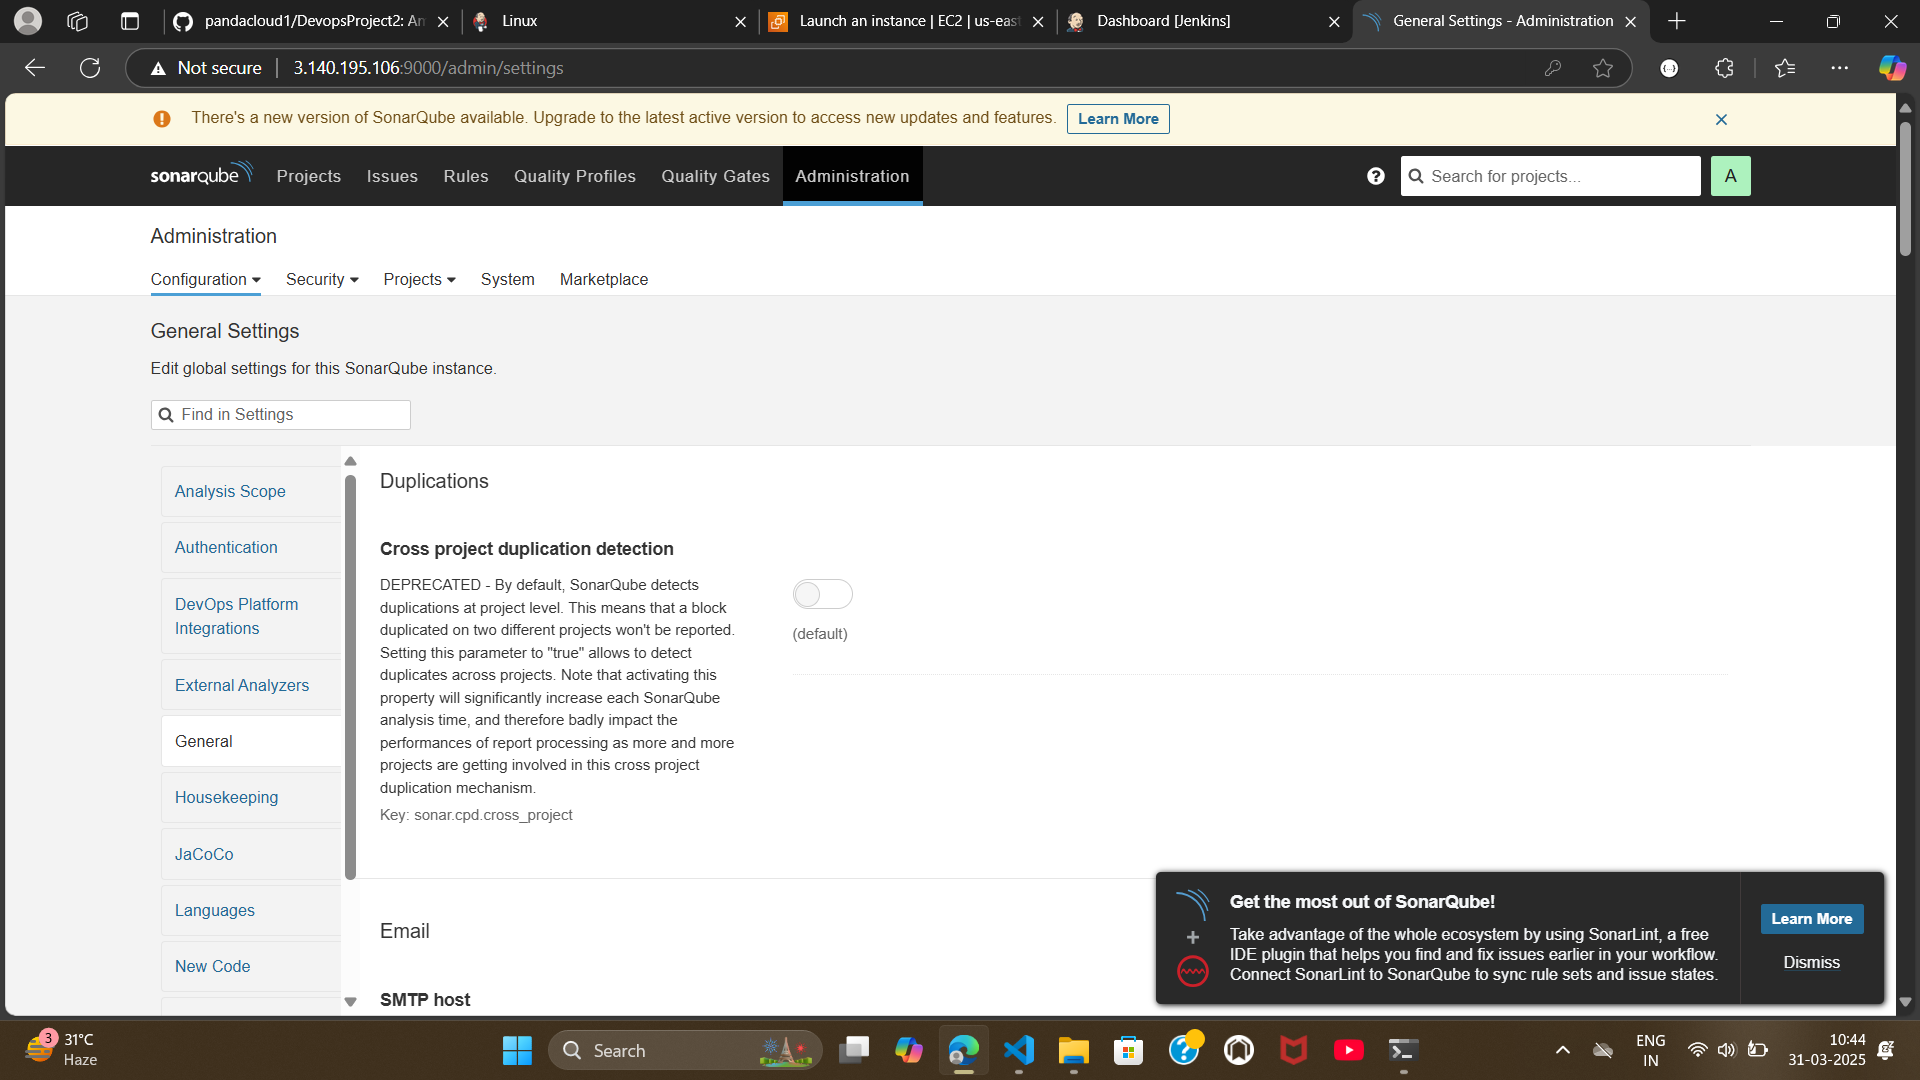 pandacloud1/DevopsProject2: Am
Linux
Launch an instance | EC2 | us-east
Dashboard [Jenkins]
General Settings - Administration
Not secure
3.140.195.106:9000/admin/settings
There's a new version of SonarQube available. Upgrade to the latest active version to access new updates and features.
Learn More
sonarqube
Projects
Issues
Rules
Quality Profiles
Quality Gates
Administration
Search for projects...
A
Administration
Configuration
Security
Projects
System
Marketplace
General Settings
Edit global settings for this SonarQube instance.
Find in Settings
Analysis Scope
Authentication
DevOps Platform
Integrations
External Analyzers
General
Housekeeping
JaCoCo
Languages
New Code
Duplications
Cross project duplication detection
DEPRECATED - By default, SonarQube detects
duplications at project level. This means that a block
duplicated on two different projects won't be reported.
Setting this parameter to "true" allows to detect
duplicates across projects. Note that activating this
property will significantly increase each SonarQube
analysis time, and therefore badly impact the
performances of report processing as more and more
projects are getting involved in this cross project
duplication mechanism.
Key: sonar.cpd.cross_project
(default)
Email
SMTP host
Get the most out of SonarQube!
Take advantage of the whole ecosystem by using SonarLint, a free
IDE plugin that helps you find and fix issues earlier in your workflow.
Connect SonarLint to SonarQube to sync rule sets and issue states.
Learn More
Dismiss
3
31°C
Haze
Search
ENG
IN
10:44
31-03-2025